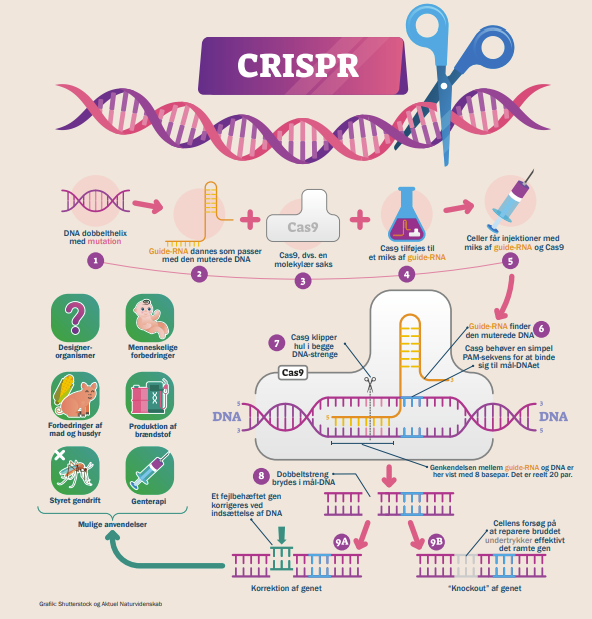 CRISPR
DNA dobbelthelix
med mutation
1
Guide-RNA dannes som passer
med den muterede DNA
2
Cas9
Cas9, dvs. en
molekylær saks
3
Cas9 tilføjes til
et miks af guide-RNA
4
Celler får injektioner med
miks af guide-RNA og Cas9
5
?
Designer-
organismer
Menneskelige
forbedringer
Forbedringer af
mad og husdyr
Produktion af
brændstof
Styret gendrift
Genterapi
Mulige anvendelser
Guide-RNA finder
den muterede DNA
6
Cas9 behøver en simpel
PAM-sekvens for at binde
sig til mål-DNAet
7
Cas9 klipper
hul i begge
DNA-strenge
Cas9
3
DNA
5
3
5
3
5
DNA
Genkendelsen mellem guide-RNA og DNA er
her vist med 8 basepar. Det er reelt 20 par.
8
Dobbeltstreng
brydes i mål-DNA
Et fejlbehæftet gen
korrigeres ved
indsættelse af DNA
9A
Korrektion af genet
9B
Cellens forsøg på
at reparere bruddet
undertrykker effektivt
det ramte gen
"Knockout" af genet
Grafik: Shutterstock og Aktuel Naturvidenskab